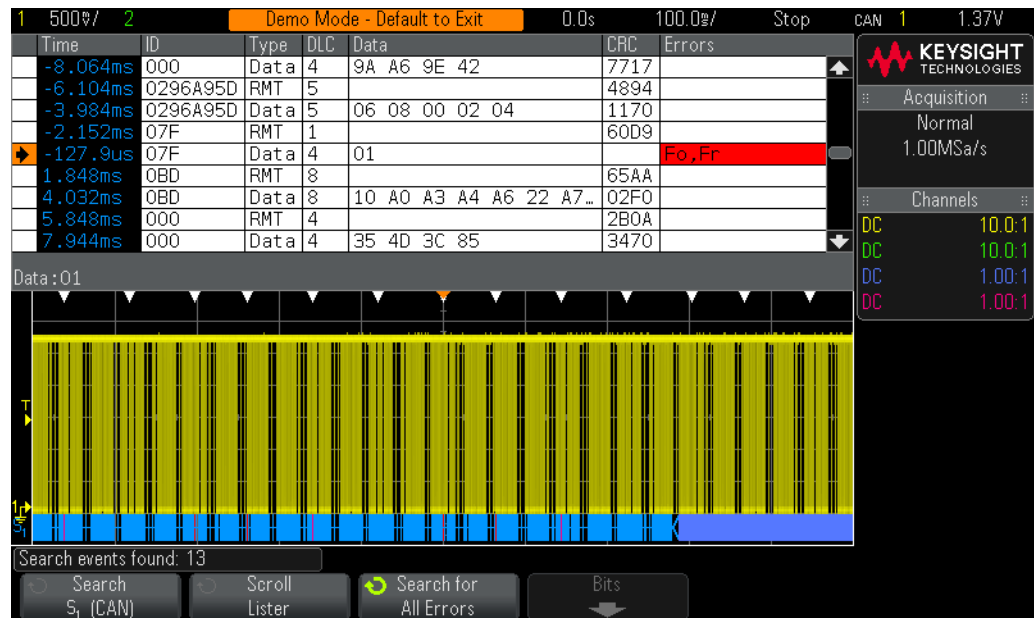 1 500%/ 2 Demo Mode - Default to Exit 0.0s 100.0%/ Stop CAN 1 1.37V
Time ID Type DLC Data CRC Errors
-8.064ms 000 Data 4 9A A6 9E 42 7717
-6.104ms 0296A95D RMT 5 4894
-3.984ms 0296A95D Data 5 06 08 00 02 04 1170
-2.152ms 07F RMT 1 60D9
-127.9us 07F Data 4 01 Fo,Fr
1.848ms 0BD RMT 8 65AA
4.032ms 0BD Data 8 10 A0 A3 A4 A6 22 A7… 02F0
5.848ms 000 RMT 4 2B0A
7.944ms 000 Data 4 35 4D 3C 85 3470
Data:01
T
1
S1
Search events found: 13
Search
S1 (CAN)
Scroll
Lister
Search for
All Errors
Bits
KEYSIGHT
TECHNOLOGIES
Acquisition
Normal
1.00MSa/s
Channels
DC 10.0:1
DC 10.0:1
DC 1.00:1
DC 1.00:1